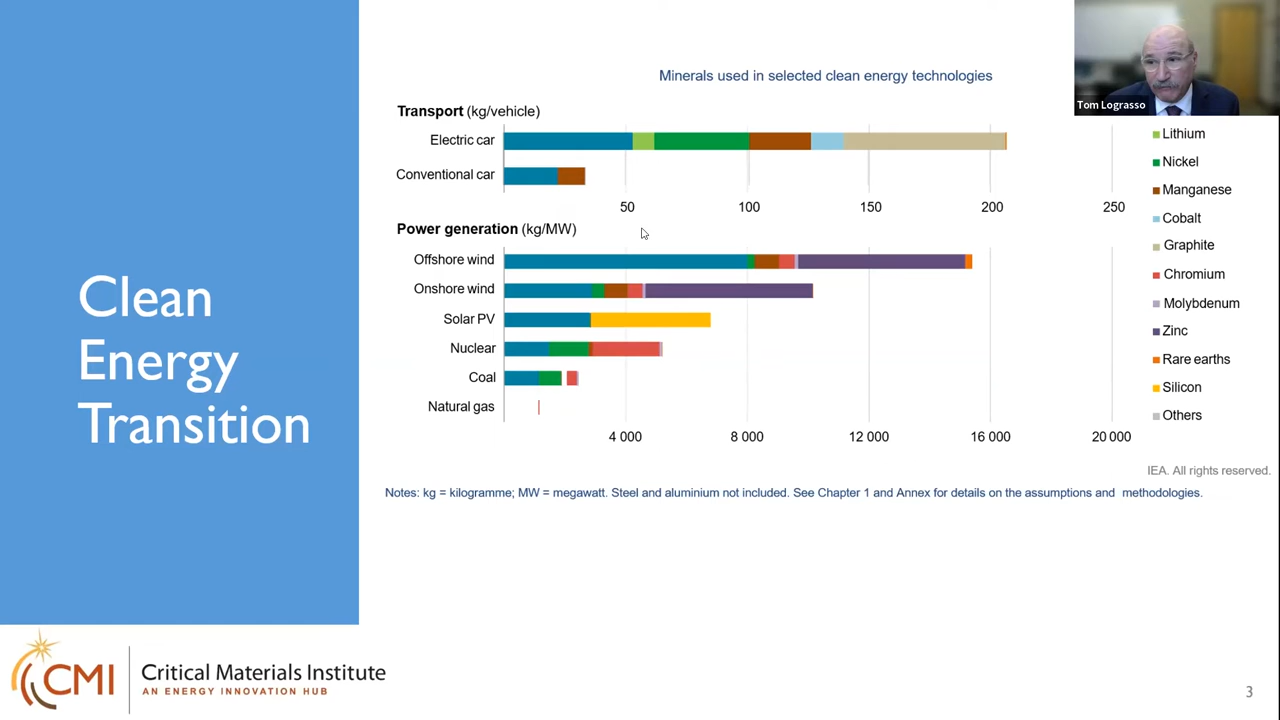 Minerals used in selected clean energy technologies
Tom Lograsso
Transport (kg/vehicle)
Electric car
Conventional car
50 100 150 200 250
Power generation (kg/MW)
Offshore wind
Onshore wind
Solar PV
Nuclear
Coal
Natural gas
4 000 8 000 12 000 16 000 20 000
Lithium
Nickel
Manganese
Cobalt
Graphite
Chromium
Molybdenum
Zinc
Rare earths
Silicon
Others
IEA. All rights reserved.
Notes: kg = kilogramme; MW = megawatt. Steel and aluminium not included. See Chapter 1 and Annex for details on the assumptions and methodologies.
Clean
Energy
Transition
CMI
Critical Materials Institute
AN ENERGY INNOVATION HUB
3